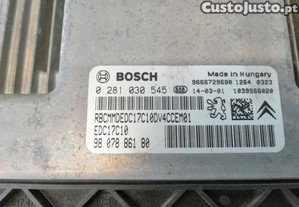 CustoJusto.pt
BOSCH
Made in Hungary
0 281 030 545
9666729680 1264 0323
14-03-01 1039S66020
RBCMMDEDC17C10DV4CCEM01
EDC17C10
98 078 861 80